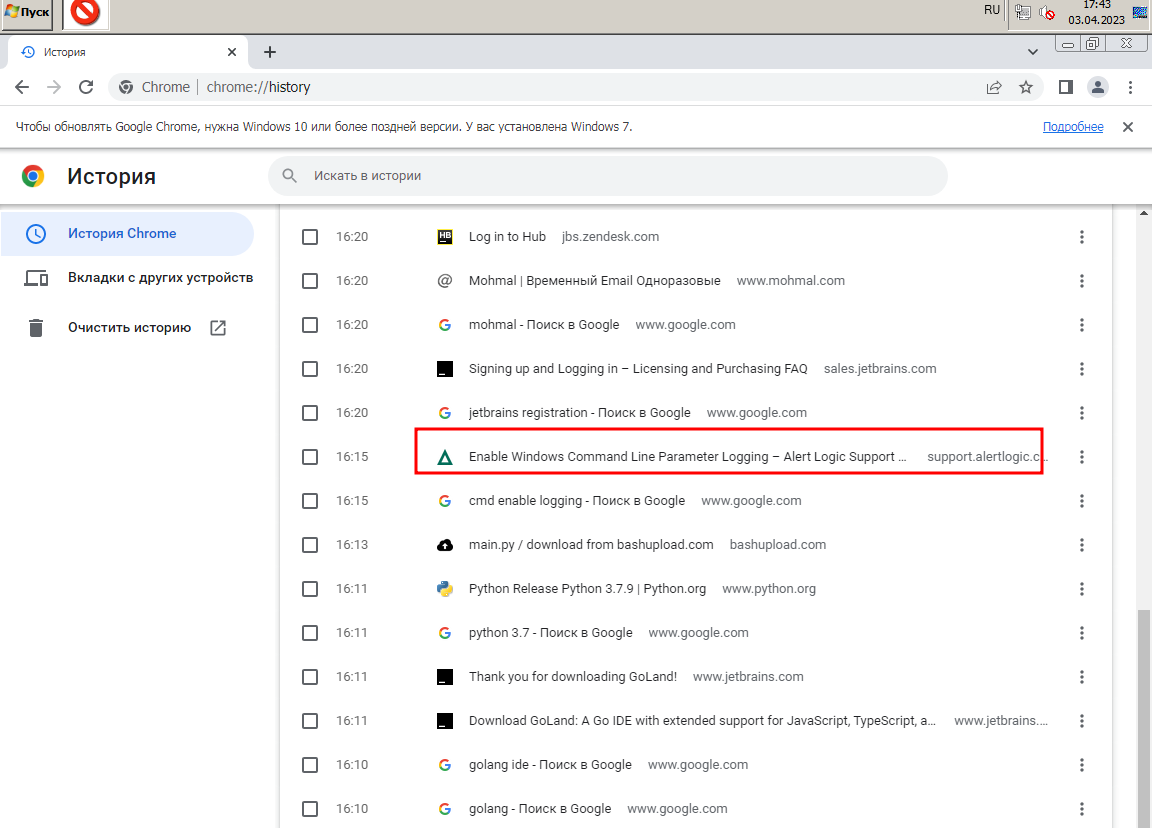 Пуск
RU
17:43
03.04.2023
История
Chrome | chrome://history
Чтобы обновлять Google Chrome, нужна Windows 10 или более поздней версии. У вас установлена Windows 7. Подробнее
История
Искать в истории
История Chrome
Вкладки с других устройств
Очистить историю
16:20 HB Log in to Hub jbs.zendesk.com
16:20 @ Mohmal | Временный Email Одноразовые www.mohmal.com
16:20 G mohmal - Поиск в Google www.google.com
16:20 Signing up and Logging in – Licensing and Purchasing FAQ sales.jetbrains.com
16:20 G jetbrains registration - Поиск в Google www.google.com
16:15 Enable Windows Command Line Parameter Logging – Alert Logic Support ... support.alertlogic.c...
16:15 G cmd enable logging - Поиск в Google www.google.com
16:13 main.py / download from bashupload.com bashupload.com
16:11 Python Release Python 3.7.9 | Python.org www.python.org
16:11 G python 3.7 - Поиск в Google www.google.com
16:11 Thank you for downloading GoLand! www.jetbrains.com
16:11 Download GoLand: A Go IDE with extended support for JavaScript, TypeScript, a... www.jetbrains....
16:10 G golang ide - Поиск в Google www.google.com
16:10 G golang - Поиск в Google www.google.com